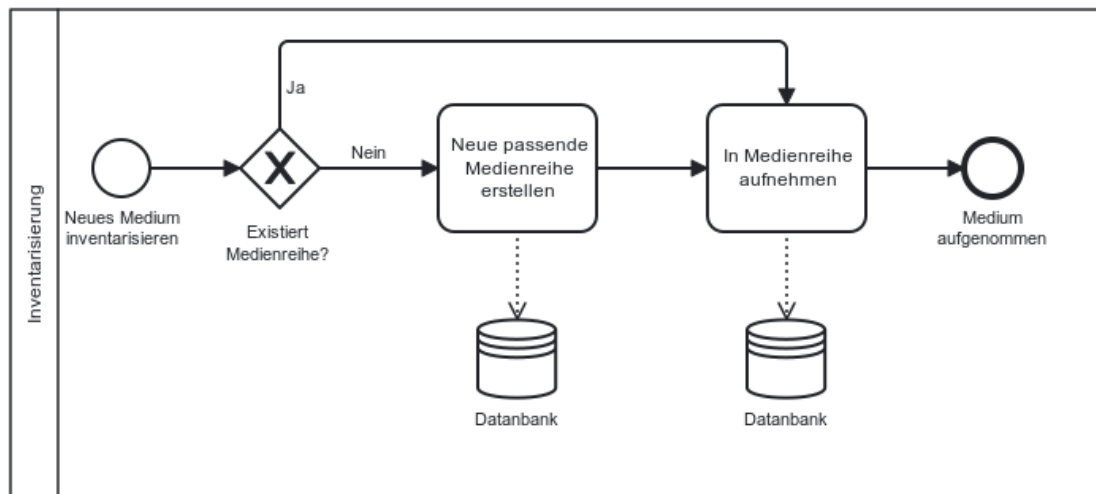 Inventarisierung
Ja
Nein
Neues Medium
inventarisieren
Existiert
Medienreihe?
Neue passende
Medienreihe
erstellen
In Medienreihe
aufnehmen
Medium
aufgenommen
Datanbank
Datanbank